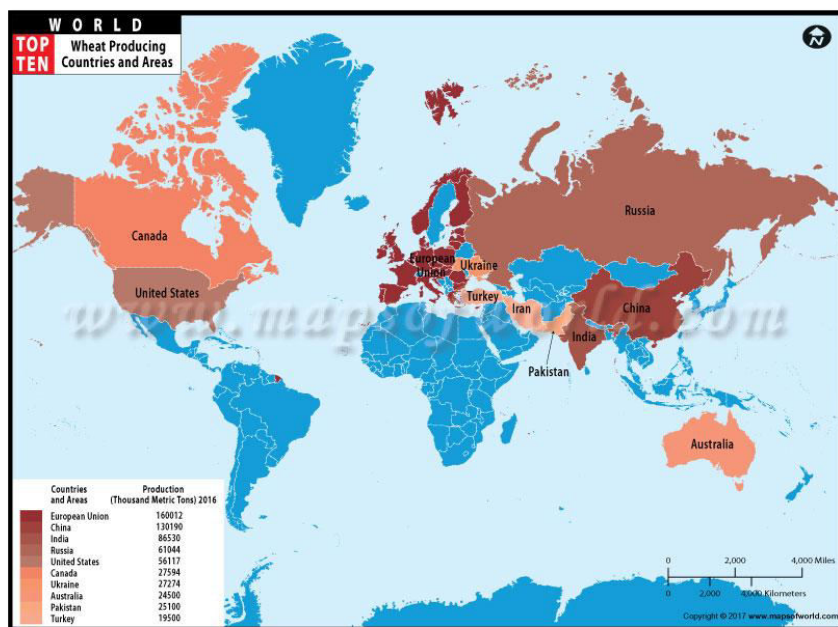 WORLD
TOP TEN
Wheat Producing
Countries and Areas
N
Canada
United States
Russia
European
Union
Ukraine
Turkey
Iran
China
India
Pakistan
Australia
www.mapsofworld.com
Countries and Areas Production (Thousand Metric Tons) 2016
European Union 160012
China 130190
India 86530
Russia 61044
United States 56117
Canada 27594
Ukraine 27274
Australia 24500
Pakistan 25100
Turkey 19500
0 2,000 4,000 Miles
0 2,000 4,000 Kilometers
Copyright © 2017 www.mapsofworld.com